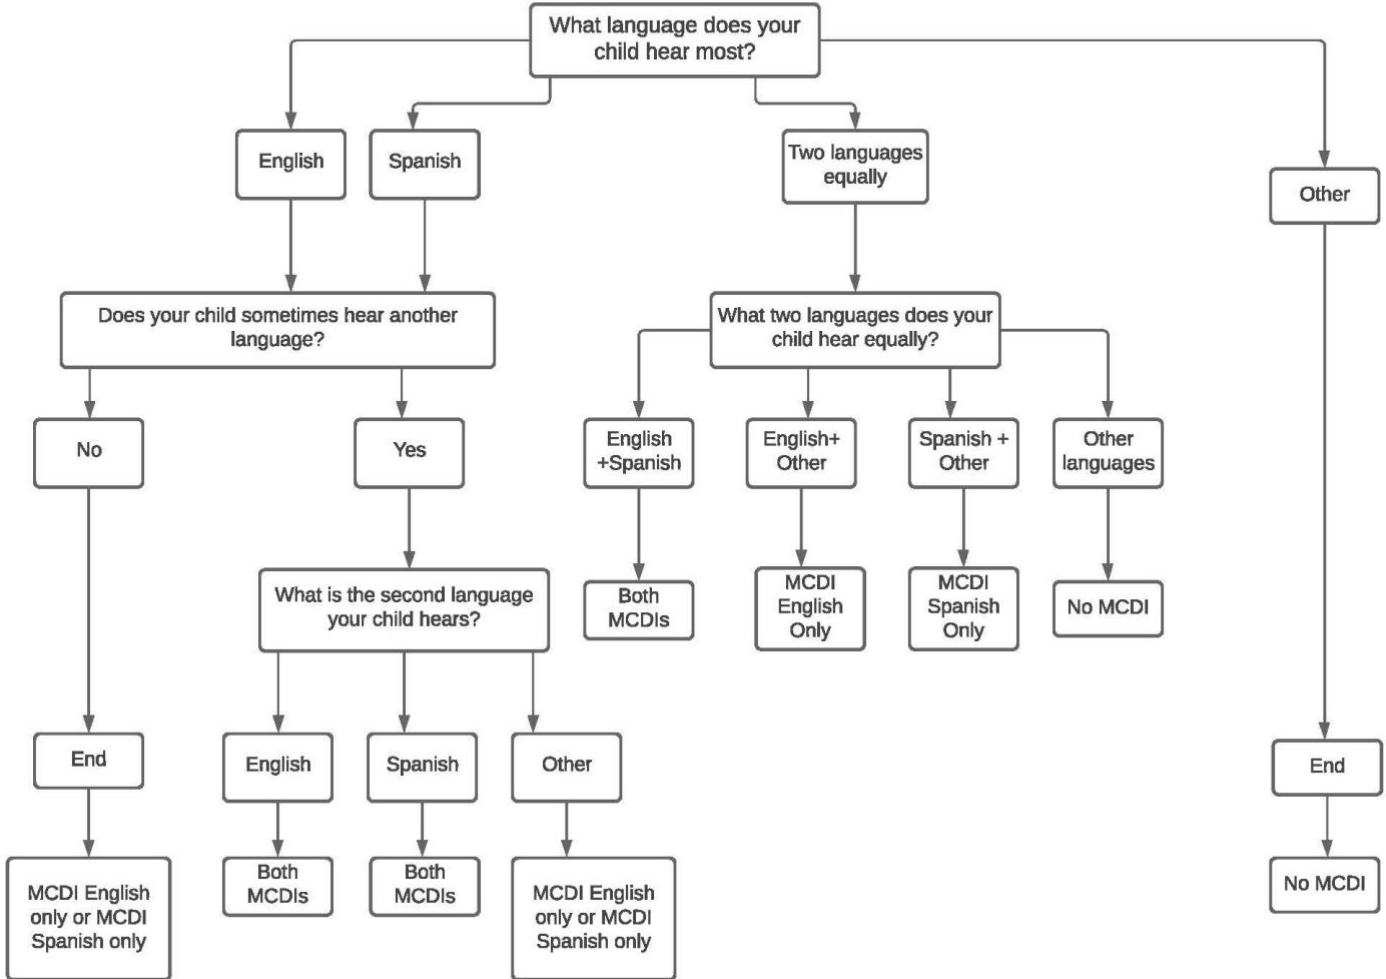 What language does your
child hear most?
English
Spanish
Two languages
equally
Other
Does your child sometimes hear another
language?
What two languages does your
child hear equally?
No
Yes
English
+Spanish
English+
Other
Spanish +
Other
Other
languages
What is the second language
your child hears?
Both
MCDIs
MCDI
English
Only
MCDI
Spanish
Only
No MCDI
End
English
Spanish
Other
End
MCDI English
only or MCDI
Spanish only
Both
MCDIs
Both
MCDIs
MCDI English
only or MCDI
Spanish only
No MCDI